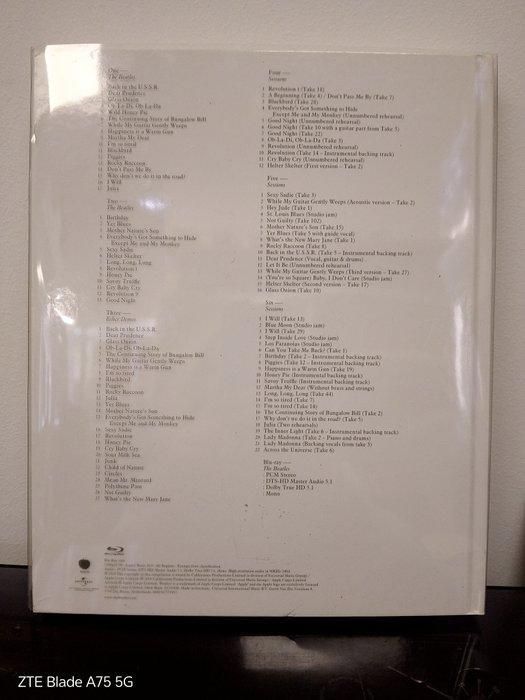 One —
The Beatles
1 Back in the U.S.S.R.
2 Dear Prudence
3 Glass Onion
4 Ob-La-Di, Ob-La-Da
5 Wild Honey Pie
6 The Continuing Story of Bungalow Bill
7 While My Guitar Gently Weeps
8 Happiness is a Warm Gun
9 Martha My Dear
10 I'm so tired
11 Blackbird
12 Piggies
13 Rocky Raccoon
14 Don't Pass Me By
15 Why don't we do it in the road?
16 I Will
17 Julia
Two —
The Beatles
1 Birthday
2 Yer Blues
3 Mother Nature's Son
4 Everybody's Got Something to Hide
Except Me and My Monkey
5 Sexy Sadie
6 Helter Skelter
7 Long, Long, Long
8 Revolution 1
9 Honey Pie
10 Savoy Truffle
11 Cry Baby Cry
12 Revolution 9
13 Good Night
Three —
Esher Demos
1 Back in the U.S.S.R.
2 Dear Prudence
3 Glass Onion
4 Ob-La-Di, Ob-La-Da
5 The Continuing Story of Bungalow Bill
6 While My Guitar Gently Weeps
7 Happiness is a Warm Gun
8 I'm so tired
9 Blackbird
10 Piggies
11 Rocky Raccoon
12 Julia
13 Yer Blues
14 Mother Nature's Son
15 Everybody's Got Something to Hide
Except Me and My Monkey
16 Sexy Sadie
17 Revolution
18 Honey Pie
19 Cry Baby Cry
20 Sour Milk Sea
21 Junk
22 Child of Nature
23 Circles
24 Mean Mr. Mustard
25 Polythene Pam
26 Not Guilty
27 What's the New Mary Jane
Four —
Sessions
1 Revolution 1 (Take 18)
2 A Beginning (Take 4) / Don't Pass Me By (Take 7)
3 Blackbird (Take 28)
4 Everybody's Got Something to Hide
Except Me and My Monkey (Unnumbered rehearsal)
5 Good Night (Unnumbered rehearsal)
6 Good Night (Take 10 with a guitar part from Take 5)
7 Good Night (Take 22)
8 Ob-La-Di, Ob-La-Da (Take 3)
9 Revolution (Unnumbered rehearsal)
10 Revolution (Take 14 – Instrumental backing track)
11 Cry Baby Cry (Unnumbered rehearsal)
12 Helter Skelter (First version – Take 2)
Five —
Sessions
1 Sexy Sadie (Take 3)
2 While My Guitar Gently Weeps (Acoustic version – Take 2)
3 Hey Jude (Take 1)
4 St. Louis Blues (Studio jam)
5 Not Guilty (Take 102)
6 Mother Nature's Son (Take 15)
7 Yer Blues (Take 5 with guide vocal)
8 What's the New Mary Jane (Take 1)
9 Rocky Raccoon (Take 8)
10 Back in the U.S.S.R. (Take 5 – Instrumental backing track)
11 Dear Prudence (Vocal, guitar & drums)
12 Let It Be (Unnumbered rehearsal)
13 While My Guitar Gently Weeps (Third version – Take 27)
14 (You're so Square) Baby, I Don't Care (Studio jam)
15 Helter Skelter (Second version – Take 17)
16 Glass Onion (Take 10)
Six —
Sessions
1 I Will (Take 13)
2 Blue Moon (Studio jam)
3 I Will (Take 29)
4 Step Inside Love (Studio jam)
5 Los Paranoias (Studio jam)
6 Can You Take Me Back? (Take 1)
7 Birthday (Take 2 – Instrumental backing track)
8 Piggies (Take 12 – Instrumental backing track)
9 Happiness is a Warm Gun (Take 19)
10 Honey Pie (Instrumental backing track)
11 Savoy Truffle (Instrumental backing track)
12 Martha My Dear (Without brass and strings)
13 Long, Long, Long (Take 44)
14 I'm so tired (Take 7)
15 I'm so tired (Take 14)
16 The Continuing Story of Bungalow Bill (Take 2)
17 Why don't we do it in the road? (Take 5)
18 Julia (Two rehearsals)
19 The Inner Light (Take 6 – Instrumental backing track)
20 Lady Madonna (Take 2 – Piano and drums)
21 Lady Madonna (Backing vocals from take 3)
22 Across the Universe (Take 6)
Blu-ray —
The Beatles
: PCM Stereo
: DTS-HD Master Audio 5.1
: Dolby True HD 5.1
: Mono
ZTE Blade A75 5G